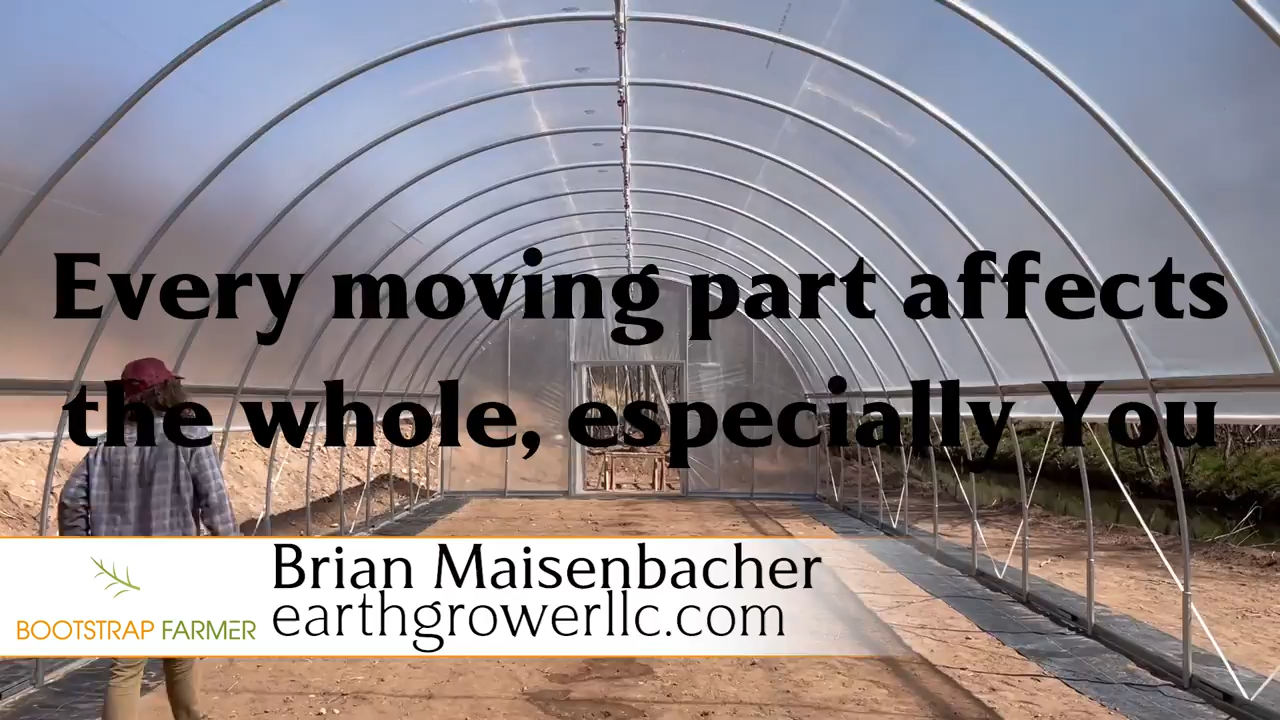 Every moving part affects
the whole, especially You
Brian Maisenbacher
earthgrowerllc.com
BOOTSTRAP FARMER